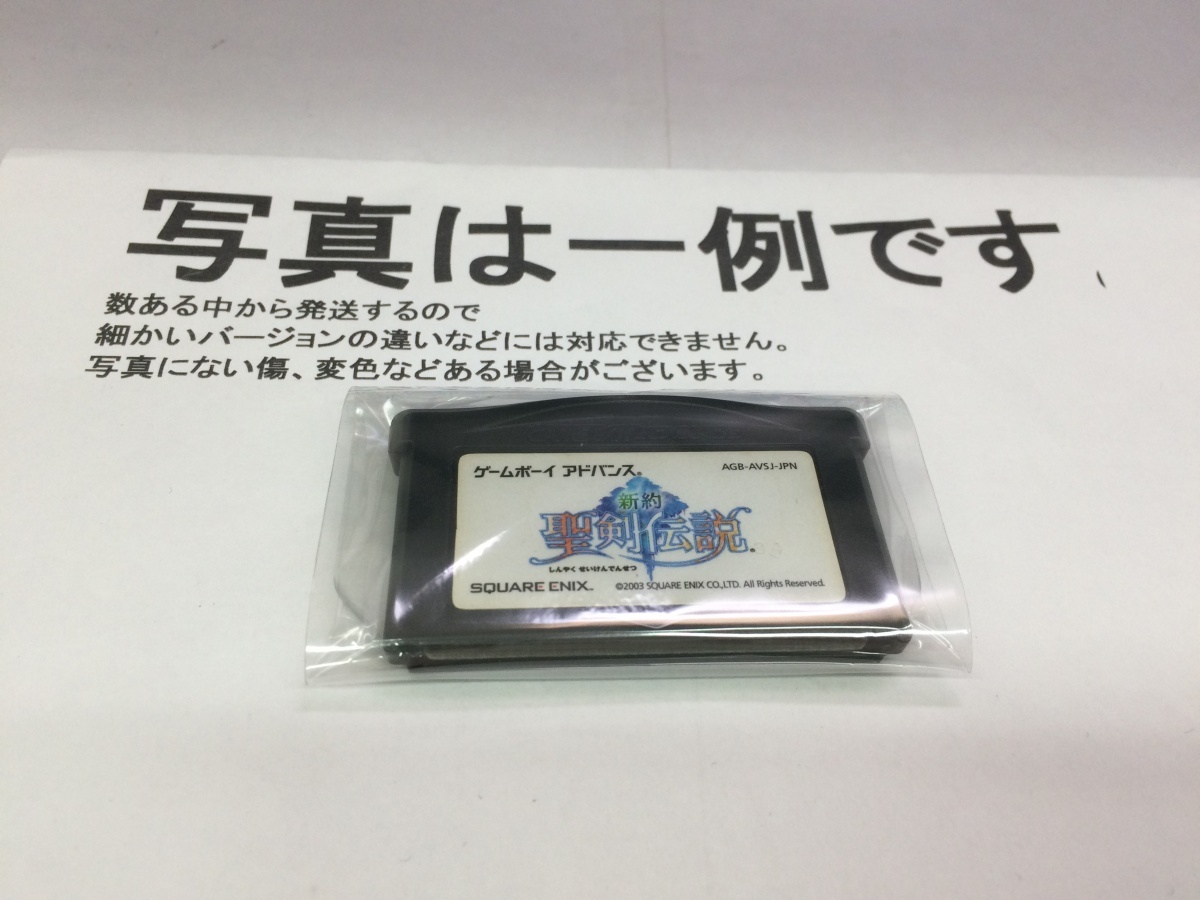 写真は一例です
数ある中から発送するので
細かいバージョンの違いなどには対応できません。
写真にない傷、変色などある場合がございます。
ゲームボーイ アドバンス®
AGB-AVSJ-JPN
新約
聖剣伝説
しんやく せいけんでんせつ
SQUARE ENIX™
©2003 SQUARE ENIX CO.,LTD. All Rights Reserved.